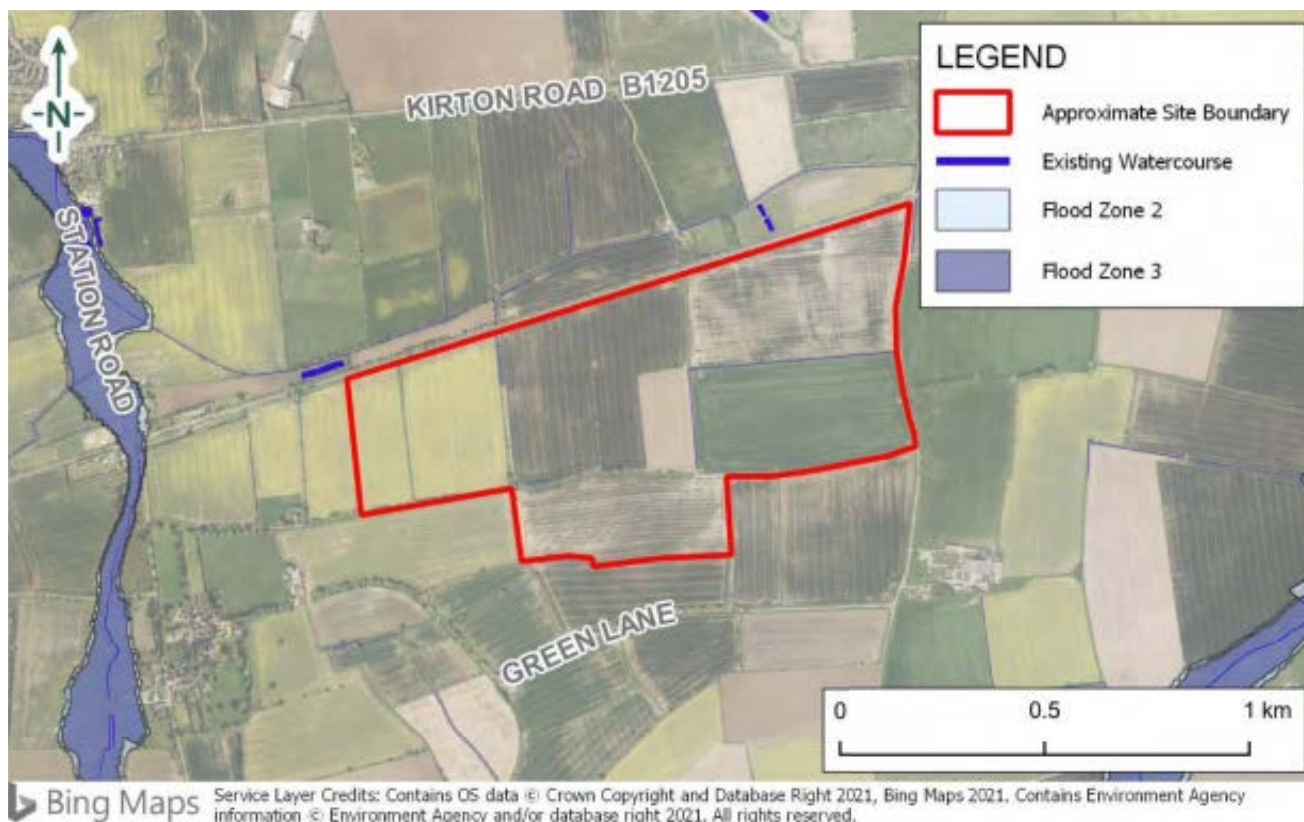 N
KIRTON ROAD B1205
STATION ROAD
GREEN LANE
LEGEND
Approximate Site Boundary
Existing Watercourse
Flood Zone 2
Flood Zone 3
0 0.5 1 km
Bing Maps
Service Layer Credits: Contains OS data © Crown Copyright and Database Right 2021, Bing Maps 2021. Contains Environment Agency
information © Environment Agency and/or database right 2021. All rights reserved.